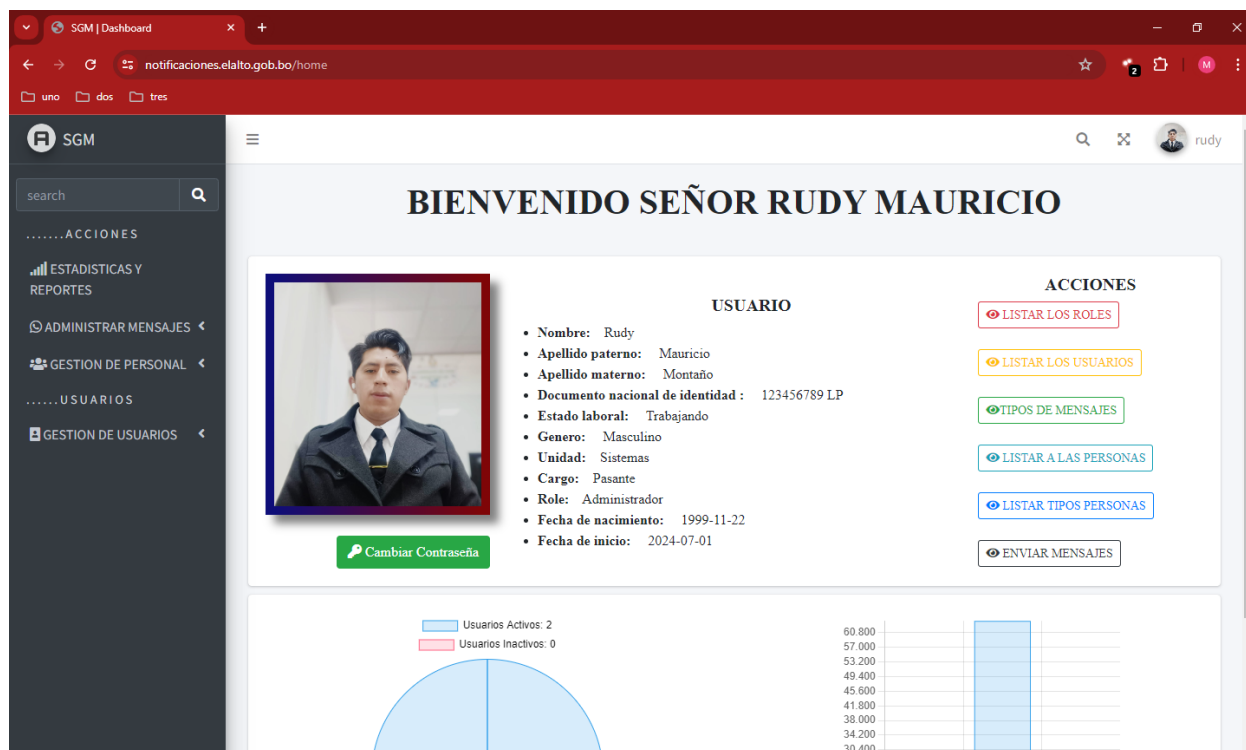 SGM | Dashboard
notificaciones.elalto.gob.bo/home
2
M
uno dos tres
SGM
rudy
search
BIENVENIDO SEÑOR RUDY MAURICIO
.......ACCIONES
ESTADISTICAS Y
REPORTES
ADMINISTRAR MENSAJES
GESTION DE PERSONAL
......USUARIOS
GESTION DE USUARIOS
Cambiar Contraseña
USUARIO
Nombre: Rudy
Apellido paterno: Mauricio
Apellido materno: Montaño
Documento nacional de identidad : 123456789 LP
Estado laboral: Trabajando
Genero: Masculino
Unidad: Sistemas
Cargo: Pasante
Role: Administrador
Fecha de nacimiento: 1999-11-22
Fecha de inicio: 2024-07-01
ACCIONES
LISTAR LOS ROLES
LISTAR LOS USUARIOS
TIPOS DE MENSAJES
LISTAR A LAS PERSONAS
LISTAR TIPOS PERSONAS
ENVIAR MENSAJES
Usuarios Activos: 2
Usuarios Inactivos: 0
60.800
57.000
53.200
49.400
45.600
41.800
38.000
34.200
30.400